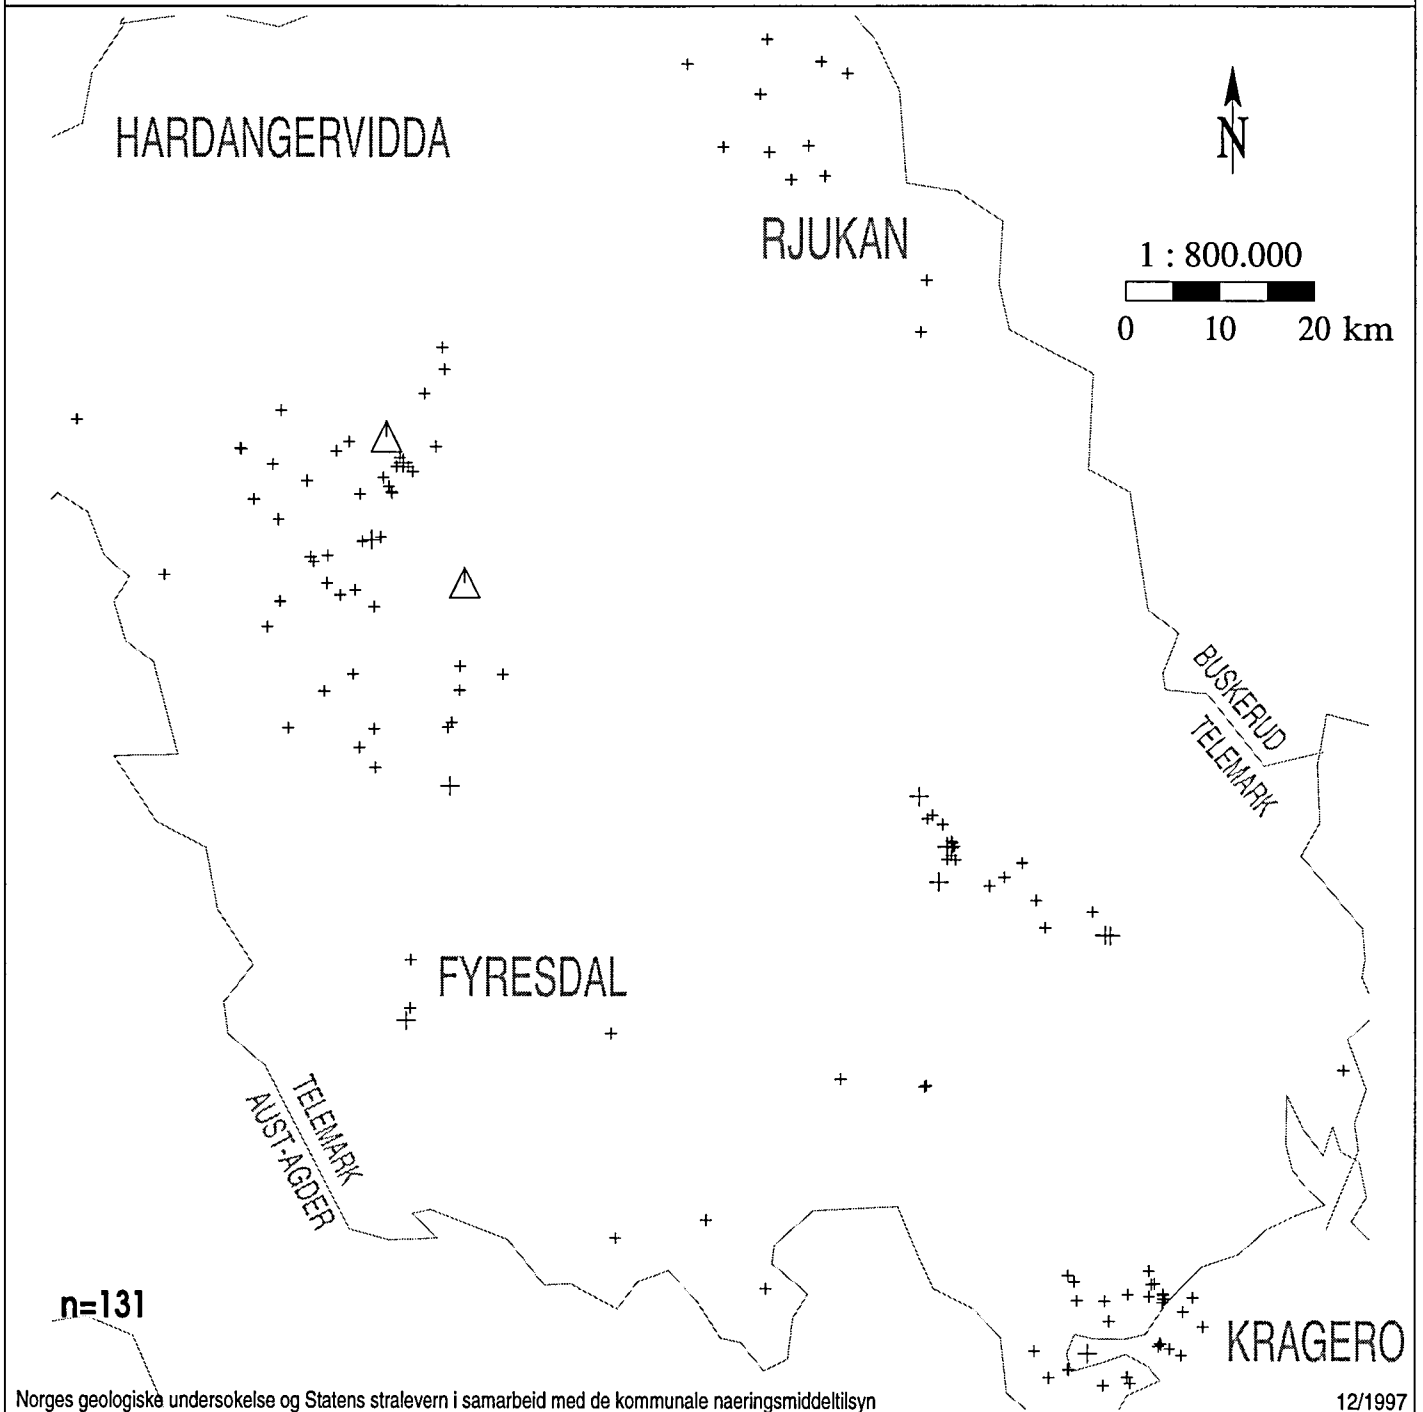 HARDANGERVIDDA
N
RJUKAN
1 : 800.000
0 10 20 km
BUSKERUD
TELEMARK
FYRESDAL
TELEMARK
AUST-AGDER
n=131
KRAGERO
Norges geologiske undersokelse og Statens stralevern i samarbeid med de kommunale naeringsmiddeltilsyn
12/1997